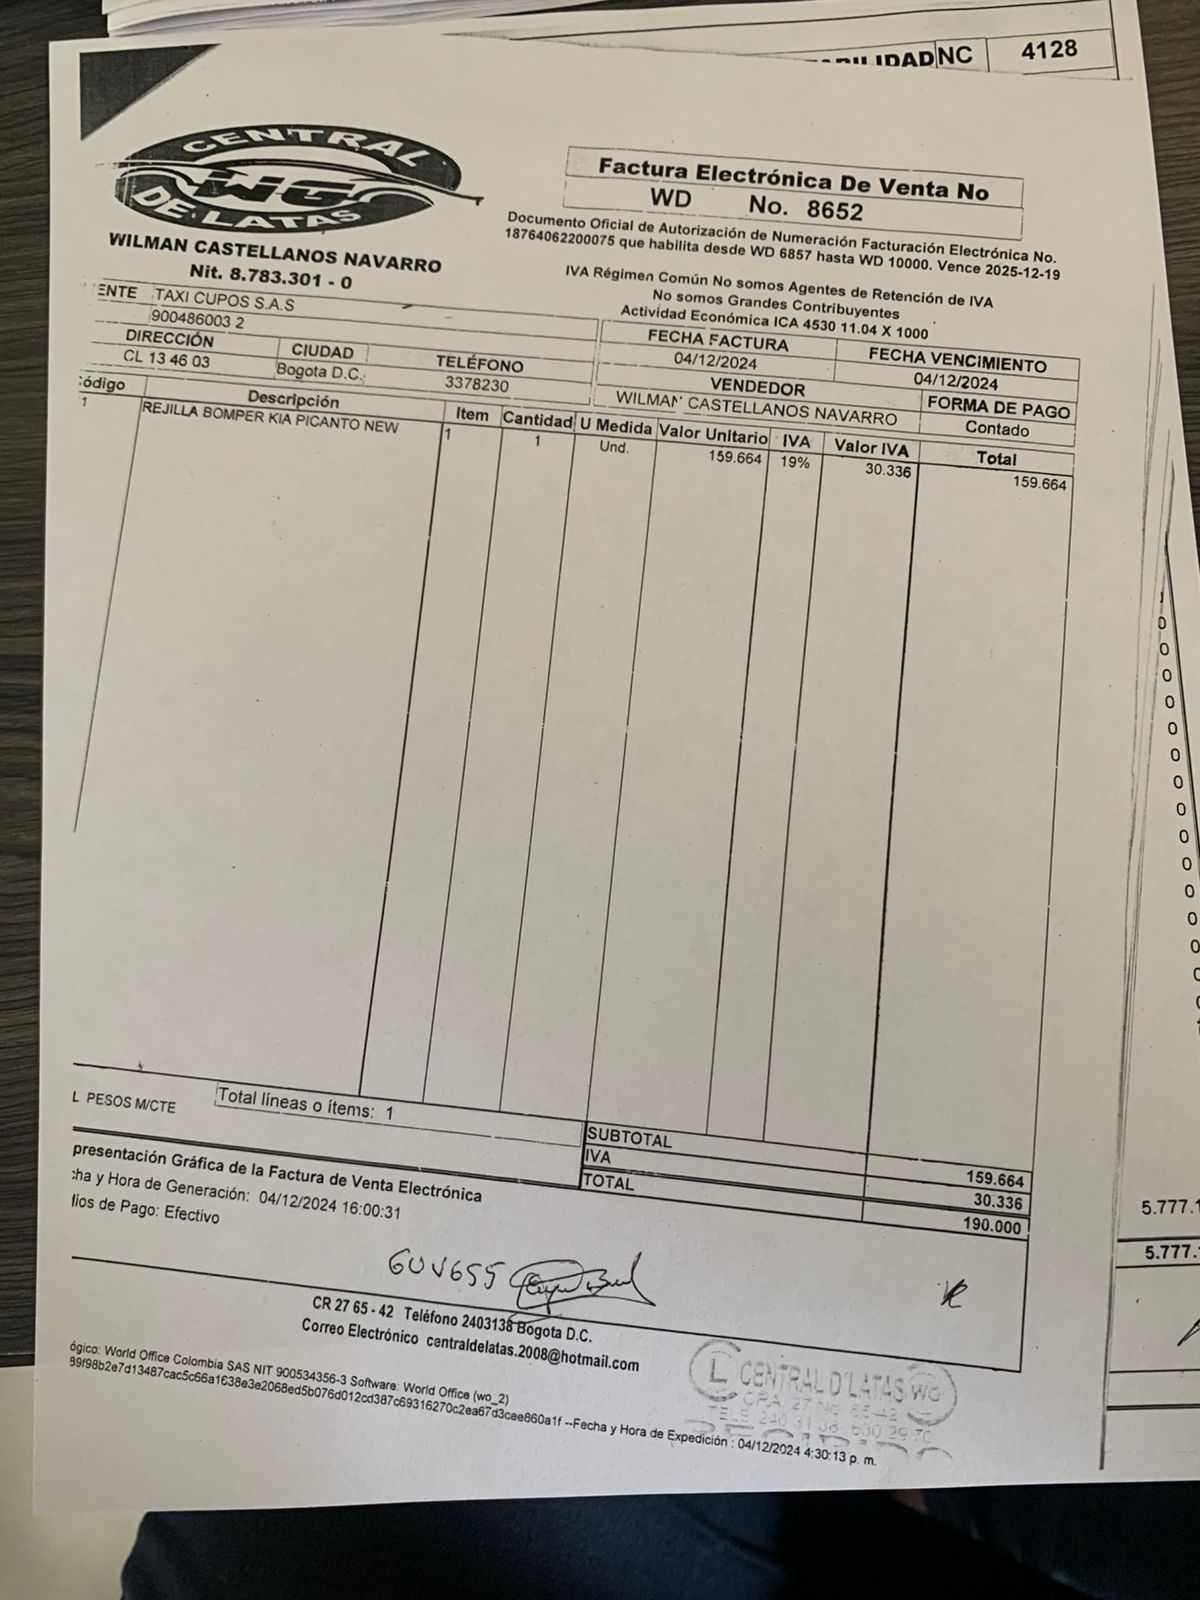 NC 4128
CENTRAL
WG
DE LATAS
WILMAN CASTELLANOS NAVARRO
Nit. 8.783.301 - 0
Factura Electrónica De Venta No
WD No. 8652
Documento Oficial de Autorización de Numeración Facturación Electrónica No.
18764062200075 que habilita desde WD 6857 hasta WD 10000. Vence 2025-12-19
IVA Régimen Común No somos Agentes de Retención de IVA
No somos Grandes Contribuyentes
Actividad Económica ICA 4530 11.04 X 1000
ENTE TAXI CUPOS S.A.S
900486003 2
DIRECCIÓN CIUDAD TELÉFONO
CL 13 46 03 Bogota D.C. 3378230
FECHA FACTURA FECHA VENCIMIENTO
04/12/2024 04/12/2024
VENDEDOR FORMA DE PAGO
WILMAN CASTELLANOS NAVARRO Contado
ódigo Descripción Item Cantidad U Medida Valor Unitario IVA Valor IVA Total
1 REJILLA BOMPER KIA PICANTO NEW 1 1 Und. 159.664 19% 30.336 159.664
L PESOS M/CTE
Total líneas o ítems: 1
SUBTOTAL 159.664
IVA 30.336
TOTAL 190.000
presentación Gráfica de la Factura de Venta Electrónica
cha y Hora de Generación: 04/12/2024 16:00:31
dios de Pago: Efectivo
GUV655
CR 27 65 - 42 Teléfono 2403138 Bogota D.C.
Correo Electrónico centraldelatas.2008@hotmail.com
ógico: World Office Colombia SAS NIT 900534356-3 Software: World Office (wo_2)
89f98b2e7d13487cac5c66a1638e3e2068ed5b076d012cd387c69316270c2ea67d3cee860a1f --Fecha y Hora de Expedición : 04/12/2024 4:30:13 p. m.
CENTRAL D'LATAS WG
CRA. 27 No. 65-42
RECIBIDO
5.777.1
5.777.